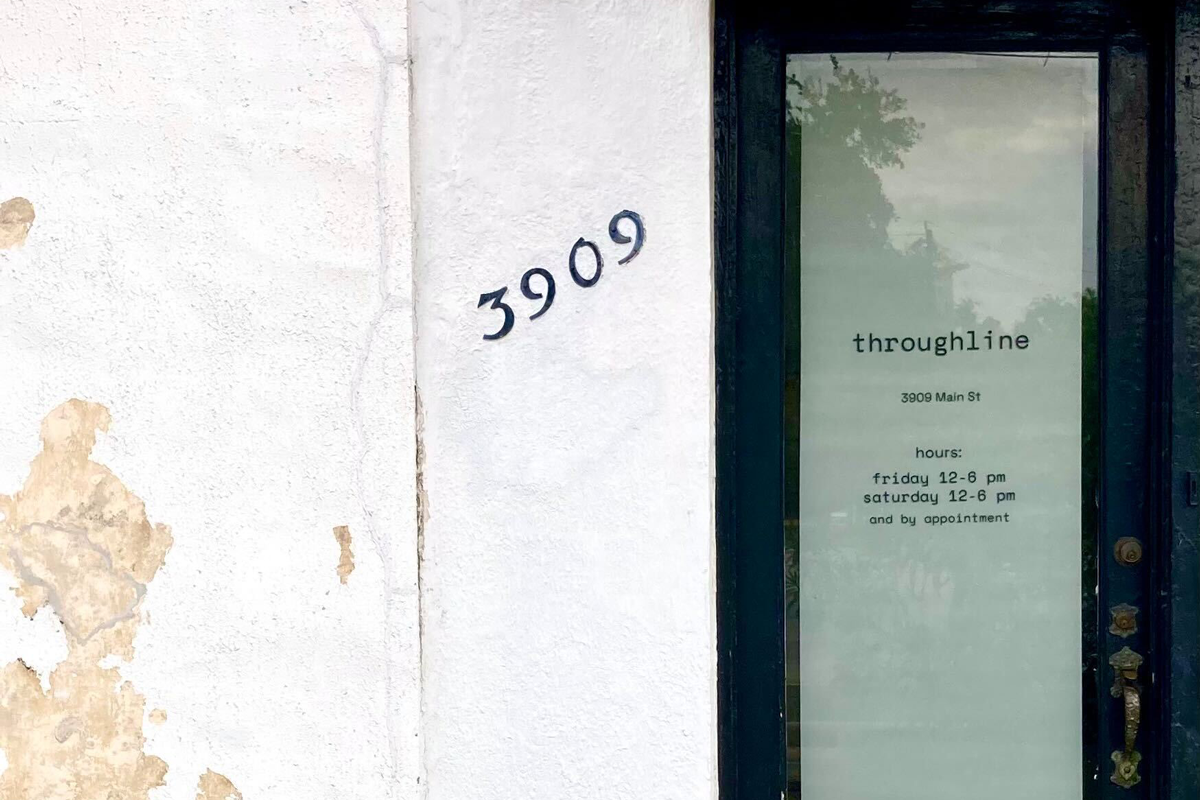 3909
throughline
3909 Main St
hours:
friday 12-6 pm
saturday 12-6 pm
and by appointment